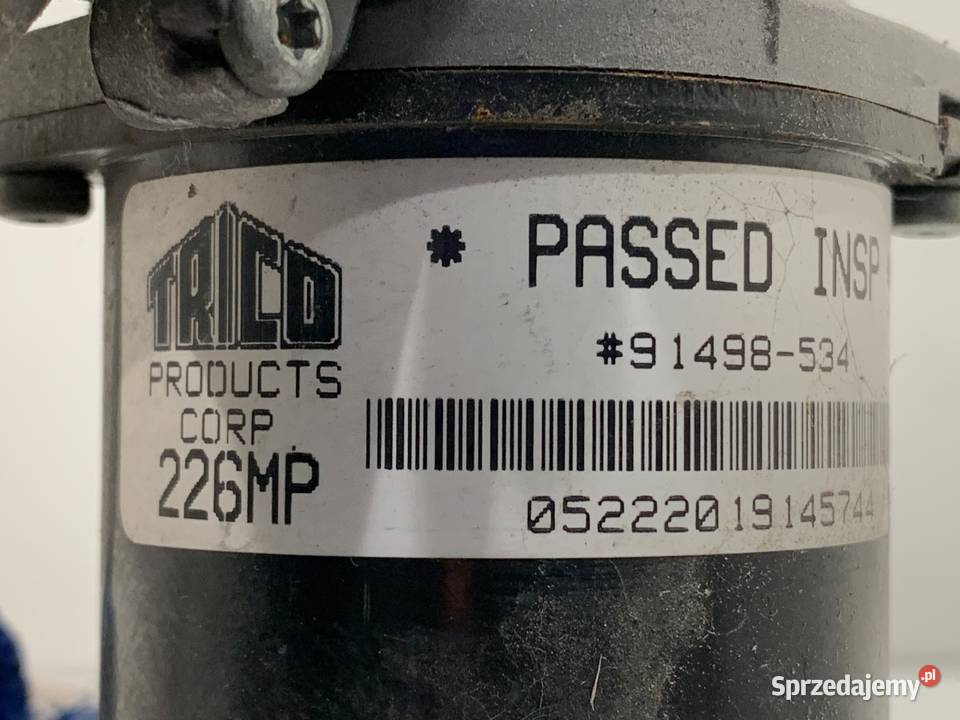 TRICO
PRODUCTS
CORP.
226MP
* PASSED INSP *
#91498-534
05222019145744
Sprzedajemy.pl